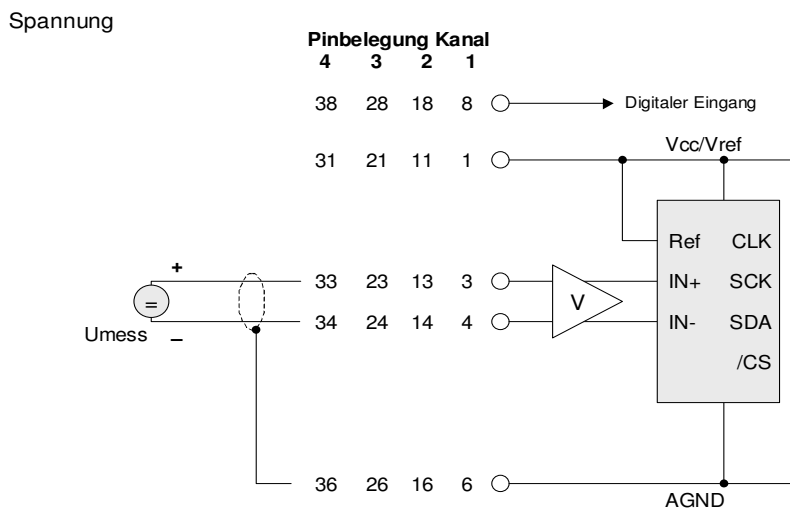 Spannung
Pinbelegung Kanal
4 3 2 1
38 28 18 8 Digitaler Eingang
31 21 11 1 Vcc/Vref
Ref CLK
+ 33 23 13 3 IN+ SCK
= V
34 24 14 4 IN- SDA
Umess –
/CS
36 26 16 6 AGND